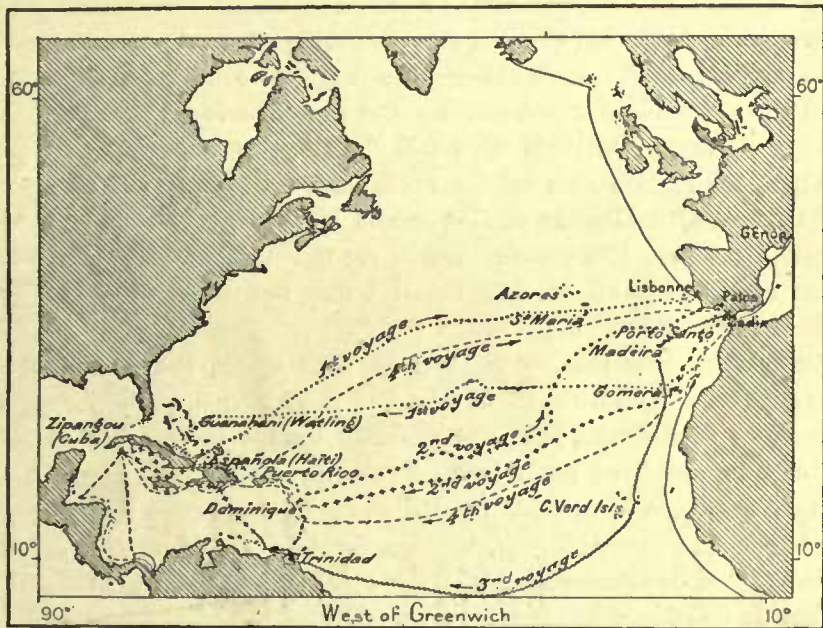 60°
60°
GENOA
Lisbonne
Azores
Palos
Sta Maria
Cadix
1st voyage
Porto Santo
4th voyage
Madeira
Gomera
1st voyage
Zipangou
(Cuba)
Guanahani (Watling)
2nd voyage
Española (Haïti)
Puerto Rico
2nd voyage
Dominique
4th voyage
C. Verd Isls
10°
Trinidad
10°
3rd voyage
90°
West of Greenwich
10°